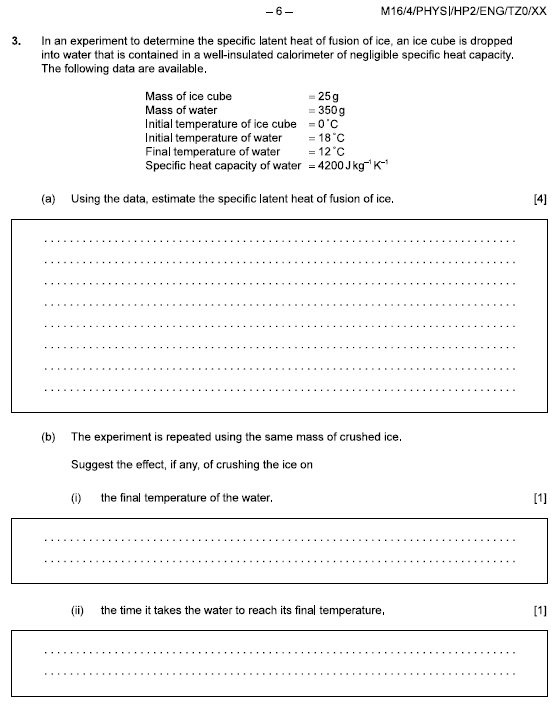 – 6 –
M16/4/PHYSI/HP2/ENG/TZ0/XX
3. In an experiment to determine the specific latent heat of fusion of ice, an ice cube is dropped
into water that is contained in a well-insulated calorimeter of negligible specific heat capacity.
The following data are available.
Mass of ice cube = 25 g
Mass of water = 350 g
Initial temperature of ice cube = 0˚C
Initial temperature of water = 18˚C
Final temperature of water = 12˚C
Specific heat capacity of water = 4200 J kg⁻¹ K⁻¹
(a) Using the data, estimate the specific latent heat of fusion of ice. [4]
(b) The experiment is repeated using the same mass of crushed ice.
Suggest the effect, if any, of crushing the ice on
(i) the final temperature of the water. [1]
(ii) the time it takes the water to reach its final temperature. [1]